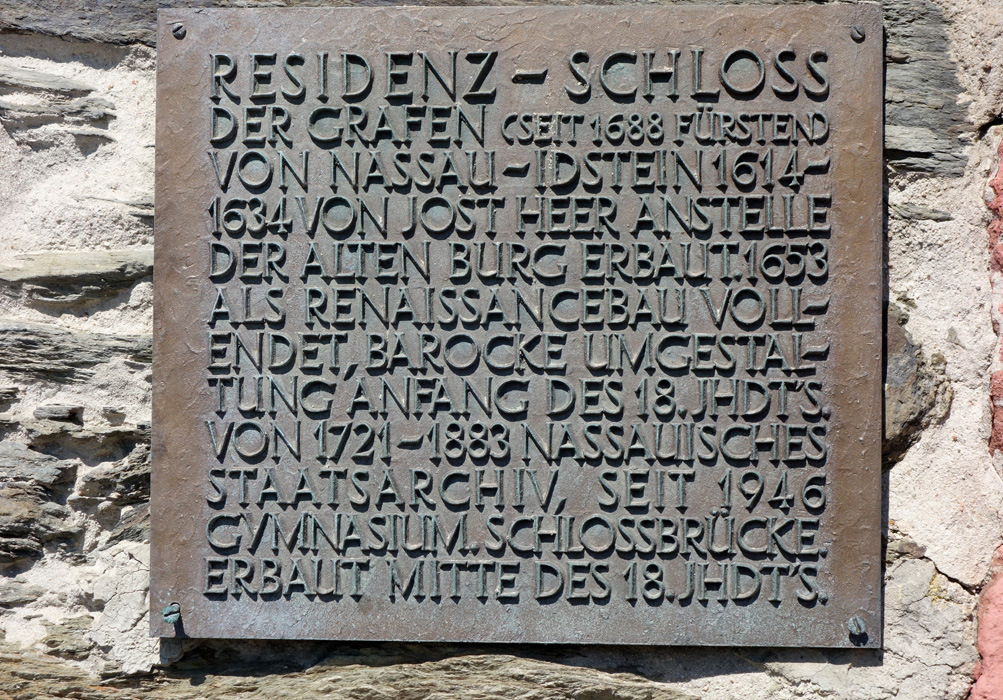 RESIDENZ - SCHLOSS
DER GRAFEN (SEIT 1688 FÜRSTEN)
VON NASSAU - IDSTEIN, 1614-
1634 VON JOST HEER ANSTELLE
DER ALTEN BURG ERBAUT. 1653
ALS RENAISSANCEBAU VOLL-
ENDET, BAROCKE UMGESTAL-
TUNG ANFANG DES 18. JHDT'S.
VON 1721 - 1883 NASSAUISCHES
STAATSARCHIV, SEIT 1946
GYMNASIUM. SCHLOSSBRÜCKE
ERBAUT MITTE DES 18. JHDT'S.